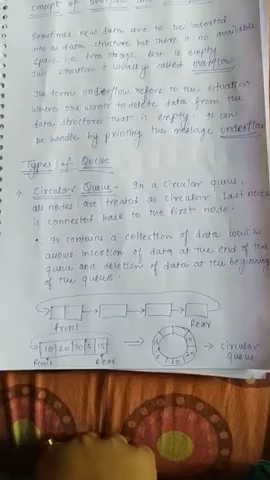 Concept of overflow and
Sometimes new data are to be inserted
into a data structure but there is no available
space. i.e free storage list is empty
This situation is usually called overflow.
The term underflow refers to the situation
where one wants to delete data from the
data structure that is empty. It can
be handle by printing the message underflow
Types of Queue
Circular Queue - In a circular queue,
all nodes are treated as circular. Last node
is connected back to the first node.
• It contains a collection of data which
allows insertion of data at the end of the
queue and deletion of data at the beginning
of the queue.
front Rear
10 20 30 5 15
front Rear
→ circular
queue